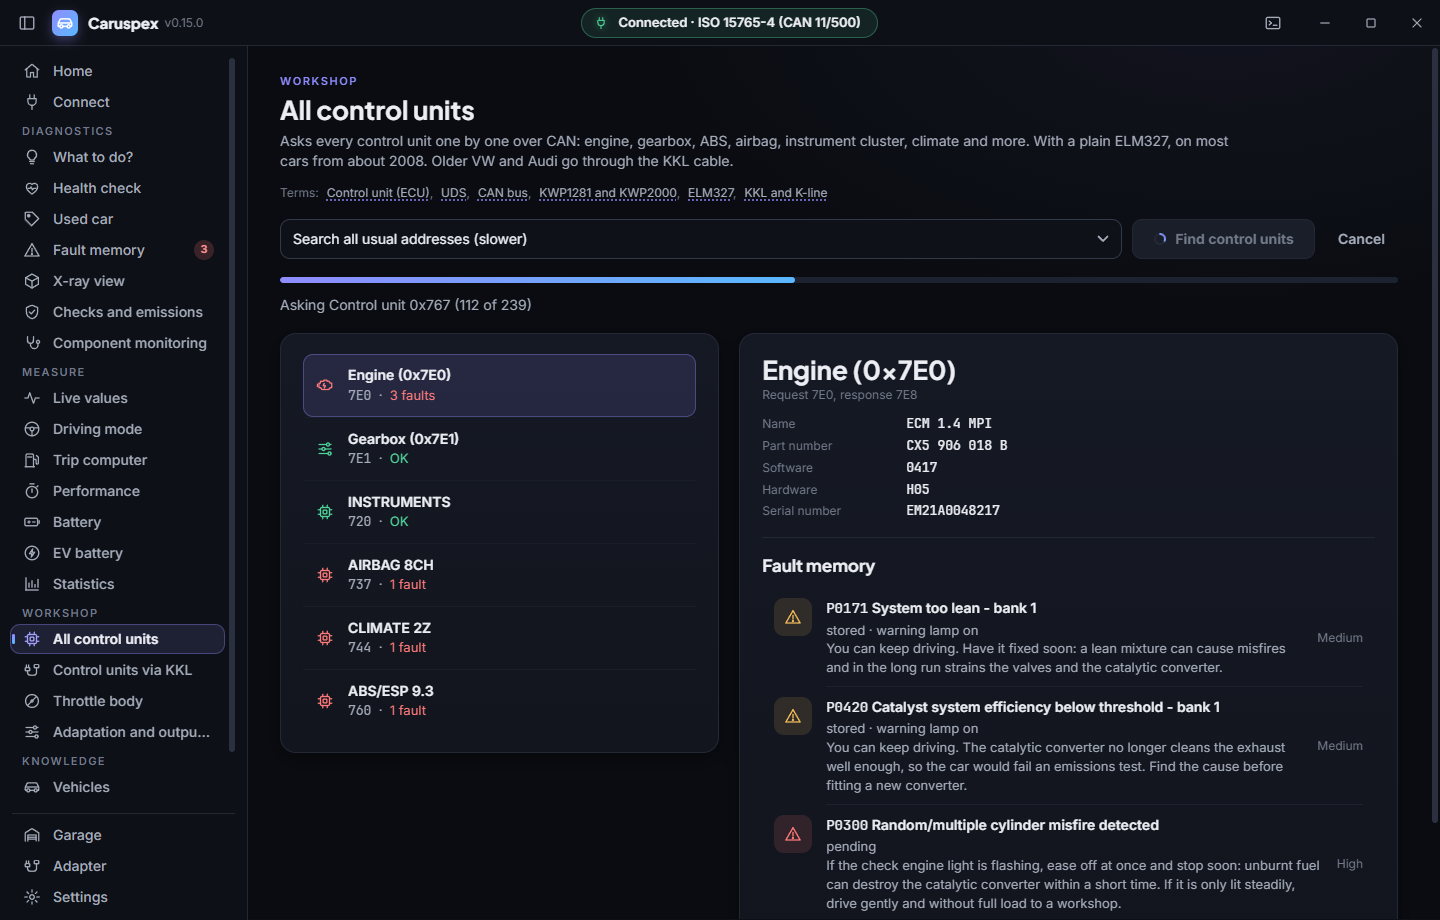 Caruspex v0.15.0
Connected · ISO 15765-4 (CAN 11/500)
Home
Connect
DIAGNOSTICS
What to do?
Health check
Used car
Fault memory 3
X-ray view
Checks and emissions
Component monitoring
MEASURE
Live values
Driving mode
Trip computer
Performance
Battery
EV battery
Statistics
WORKSHOP
All control units
Control units via KKL
Throttle body
Adaptation and outpu...
KNOWLEDGE
Vehicles
Garage
Adapter
Settings
WORKSHOP
All control units
Asks every control unit one by one over CAN: engine, gearbox, ABS, airbag, instrument cluster, climate and more. With a plain ELM327, on most
cars from about 2008. Older VW and Audi go through the KKL cable.
Terms: Control unit (ECU), UDS, CAN bus, KWP1281 and KWP2000, ELM327, KKL and K-line
Search all usual addresses (slower)
Find control units
Cancel
Asking Control unit 0x767 (112 of 239)
Engine (0x7E0)
7E0 · 3 faults
Gearbox (0x7E1)
7E1 · OK
INSTRUMENTS
720 · OK
AIRBAG 8CH
737 · 1 fault
CLIMATE 2Z
744 · 1 fault
ABS/ESP 9.3
760 · 1 fault
Engine (0×7E0)
Request 7E0, response 7E8
Name ECM 1.4 MPI
Part number CX5 906 018 B
Software 0417
Hardware H05
Serial number EM21A0048217
Fault memory
P0171 System too lean - bank 1
stored · warning lamp on
You can keep driving. Have it fixed soon: a lean mixture can cause misfires
and in the long run strains the valves and the catalytic converter.
Medium
P0420 Catalyst system efficiency below threshold - bank 1
stored · warning lamp on
You can keep driving. The catalytic converter no longer cleans the exhaust
well enough, so the car would fail an emissions test. Find the cause before
fitting a new converter.
Medium
P0300 Random/multiple cylinder misfire detected
pending
If the check engine light is flashing, ease off at once and stop soon: unburnt fuel
can destroy the catalytic converter within a short time. If it is only lit steadily,
drive gently and without full load to a workshop.
High